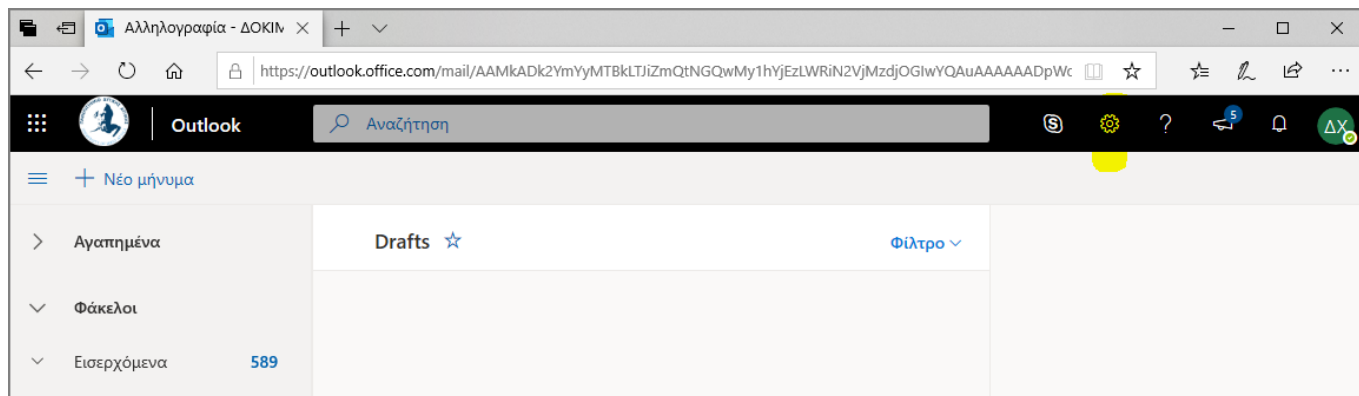 Αλληλογραφία - ΔΟΚΙΜ
https://outlook.office.com/mail/AAMkADk2YmYyMTBkLTJiZmQtNGQwMy1hYjEzLWRiN2VjMzdjOGIwYQAuAAAAAADpWc
Outlook
Αναζήτηση
5
ΔΧ
Νέο μήνυμα
Αγαπημένα
Drafts
Φίλτρο
Φάκελοι
Εισερχόμενα 589